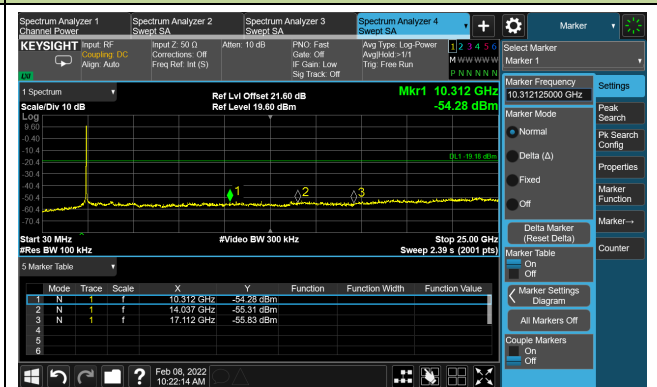 Spectrum Analyzer 1
Channel Power
Spectrum Analyzer 2
Swept SA
Spectrum Analyzer 3
Swept SA
Spectrum Analyzer 4
Swept SA
Marker
KEYSIGHT
Input: RF
Coupling: DC
Align: Auto
Input Z: 50 Ω
Corrections: Off
Freq Ref: Int (S)
Atten: 10 dB
PNO: Fast
Gate: Off
IF Gain: Low
Sig Track: Off
Avg Type: Log-Power
Avg|Hold:>1/1
Trig: Free Run
1 2 3 4 5 6
M W W W W W
P N N N N N
LXI
Select Marker
Marker 1
1 Spectrum
Scale/Div 10 dB
Ref Lvl Offset 21.60 dB
Ref Level 19.60 dBm
Mkr1 10.312 GHz
-54.28 dBm
Log
9.60
-0.40
-10.4
-20.4
-30.4
-40.4
-50.4
-60.4
-70.4
DL1 -19.18 dBm
1
2
3
Start 30 MHz
#Res BW 100 kHz
#Video BW 300 kHz
Stop 25.00 GHz
Sweep 2.39 s (2001 pts)
5 Marker Table
Mode Trace Scale X Y Function Function Width Function Value
1 N 1 f 10.312 GHz -54.28 dBm
2 N 1 f 14.037 GHz -55.31 dBm
3 N 1 f 17.112 GHz -55.83 dBm
4
5
6
Marker Frequency
10.312125000 GHz
Marker Mode
Normal
Delta (Δ)
Fixed
Off
Delta Marker
(Reset Delta)
Marker Table
On
Off
Marker Settings
Diagram
All Markers Off
Couple Markers
On
Off
Settings
Peak
Search
Pk Search
Config
Properties
Marker
Function
Marker→
Counter
?
Feb 08, 2022
10:22:14 AM